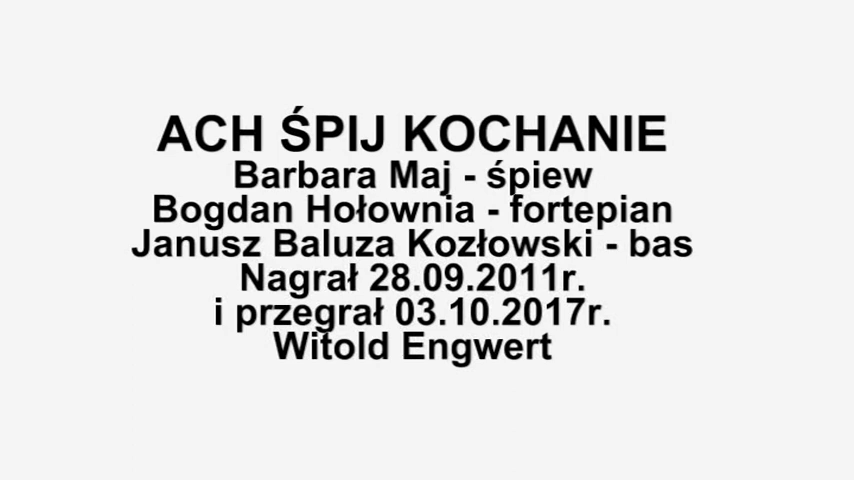 ACH ŚPIJ KOCHANIE
Barbara Maj - śpiew
Bogdan Hołownia - fortepian
Janusz Baluza Kozłowski - bas
Nagrał 28.09.2011r.
i przegrał 03.10.2017r.
Witold Engwert